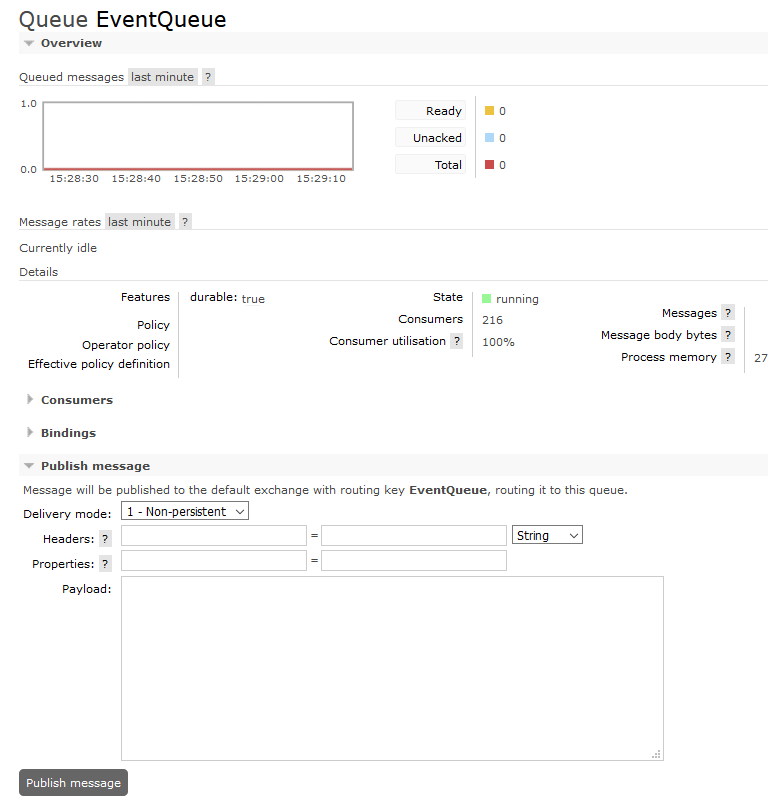 Queue EventQueue
Overview
Queued messages last minute ?
1.0
0.0
15:28:30 15:28:40 15:28:50 15:29:00 15:29:10
Ready 0
Unacked 0
Total 0
Message rates last minute ?
Currently idle
Details
Features durable: true
Policy
Operator policy
Effective policy definition
State running
Consumers 216
Consumer utilisation ? 100%
Messages ?
Message body bytes ?
Process memory ? 27
Consumers
Bindings
Publish message
Message will be published to the default exchange with routing key EventQueue, routing it to this queue.
Delivery mode: 1 - Non-persistent
Headers: ? = String
Properties: ? =
Payload:
Publish message